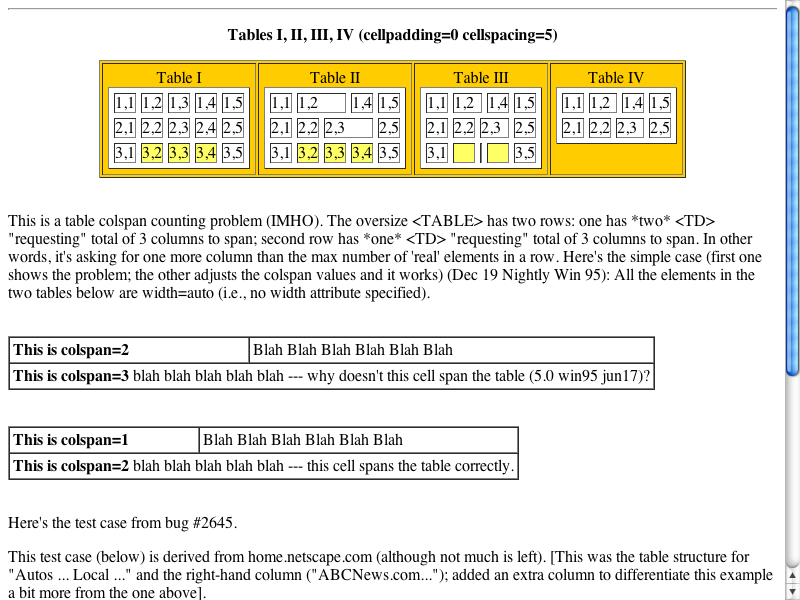 Tables I, II, III, IV (cellpadding=0 cellspacing=5)
Table I Table II Table III Table IV
1,1 1,2 1,3 1,4 1,5 1,1 1,2 1,4 1,5 1,1 1,2 1,4 1,5 1,1 1,2 1,4 1,5
2,1 2,2 2,3 2,4 2,5 2,1 2,2 2,3 2,5 2,1 2,2 2,3 2,5 2,1 2,2 2,3 2,5
3,1 3,2 3,3 3,4 3,5 3,1 3,2 3,3 3,4 3,5 3,1 3,5
This is a table colspan counting problem (IMHO). The oversize <TABLE> has two rows: one has *two* <TD>
"requesting" total of 3 columns to span; second row has *one* <TD> "requesting" total of 3 columns to span. In other
words, it's asking for one more column than the max number of 'real' elements in a row. Here's the simple case (first one
shows the problem; the other adjusts the colspan values and it works) (Dec 19 Nightly Win 95): All the elements in the
two tables below are width=auto (i.e., no width attribute specified).
This is colspan=2 Blah Blah Blah Blah Blah Blah
This is colspan=3 blah blah blah blah blah --- why doesn't this cell span the table (5.0 win95 jun17)?
This is colspan=1 Blah Blah Blah Blah Blah Blah
This is colspan=2 blah blah blah blah blah --- this cell spans the table correctly.
Here's the test case from bug #2645.
This test case (below) is derived from home.netscape.com (although not much is left). [This was the table structure for
"Autos ... Local ..." and the right-hand column ("ABCNews.com..."); added an extra column to differentiate this example
a bit more from the one above].